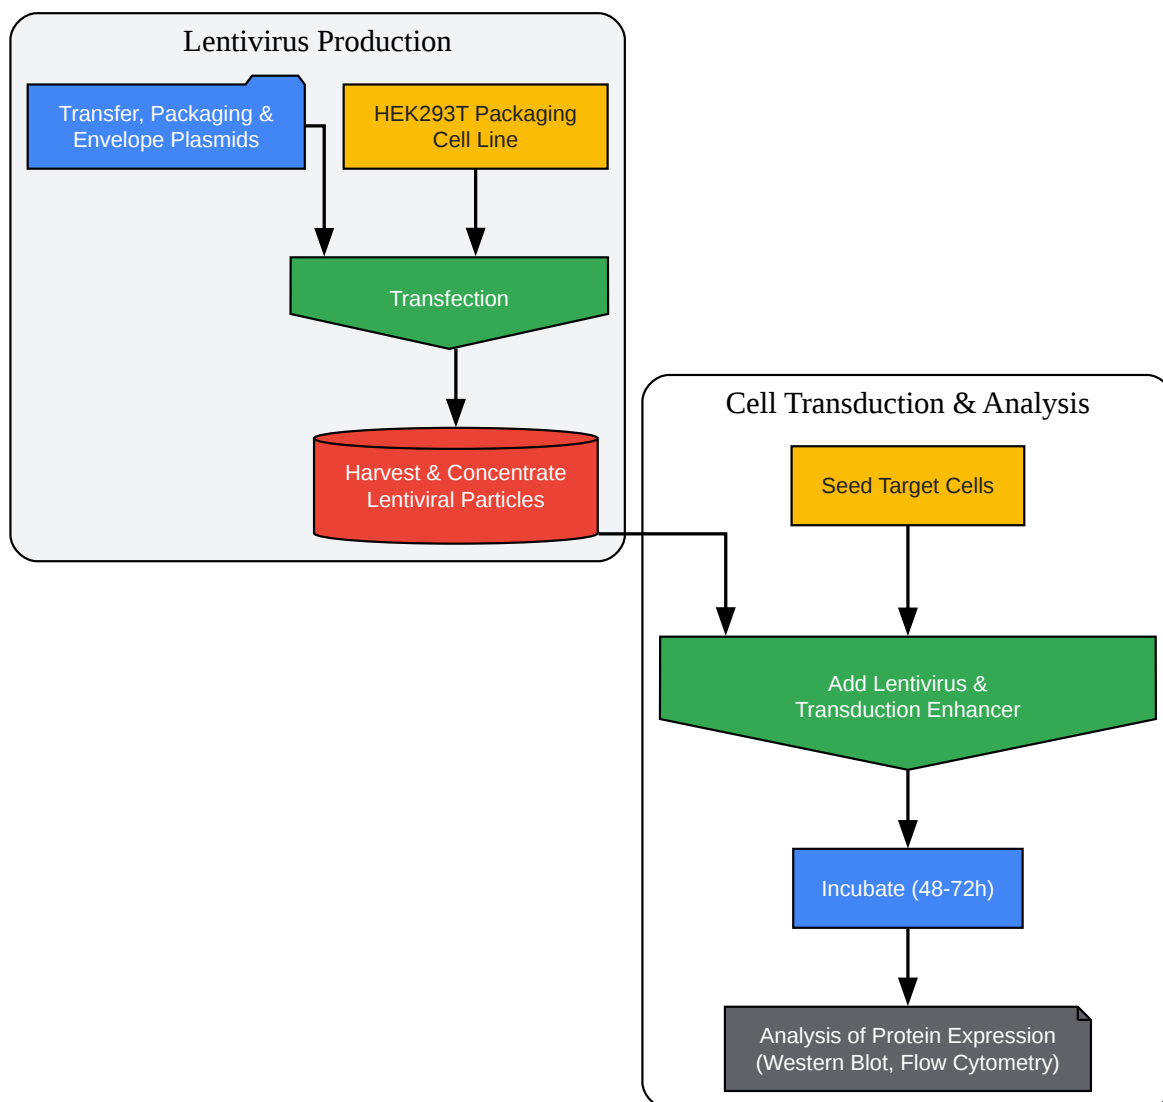 Lentivirus Production
Transfer, Packaging &
Envelope Plasmids
HEK293T Packaging
Cell Line
Transfection
Harvest & Concentrate
Lentiviral Particles
Cell Transduction & Analysis
Seed Target Cells
Add Lentivirus &
Transduction Enhancer
Incubate (48-72h)
Analysis of Protein Expression
(Western Blot, Flow Cytometry)